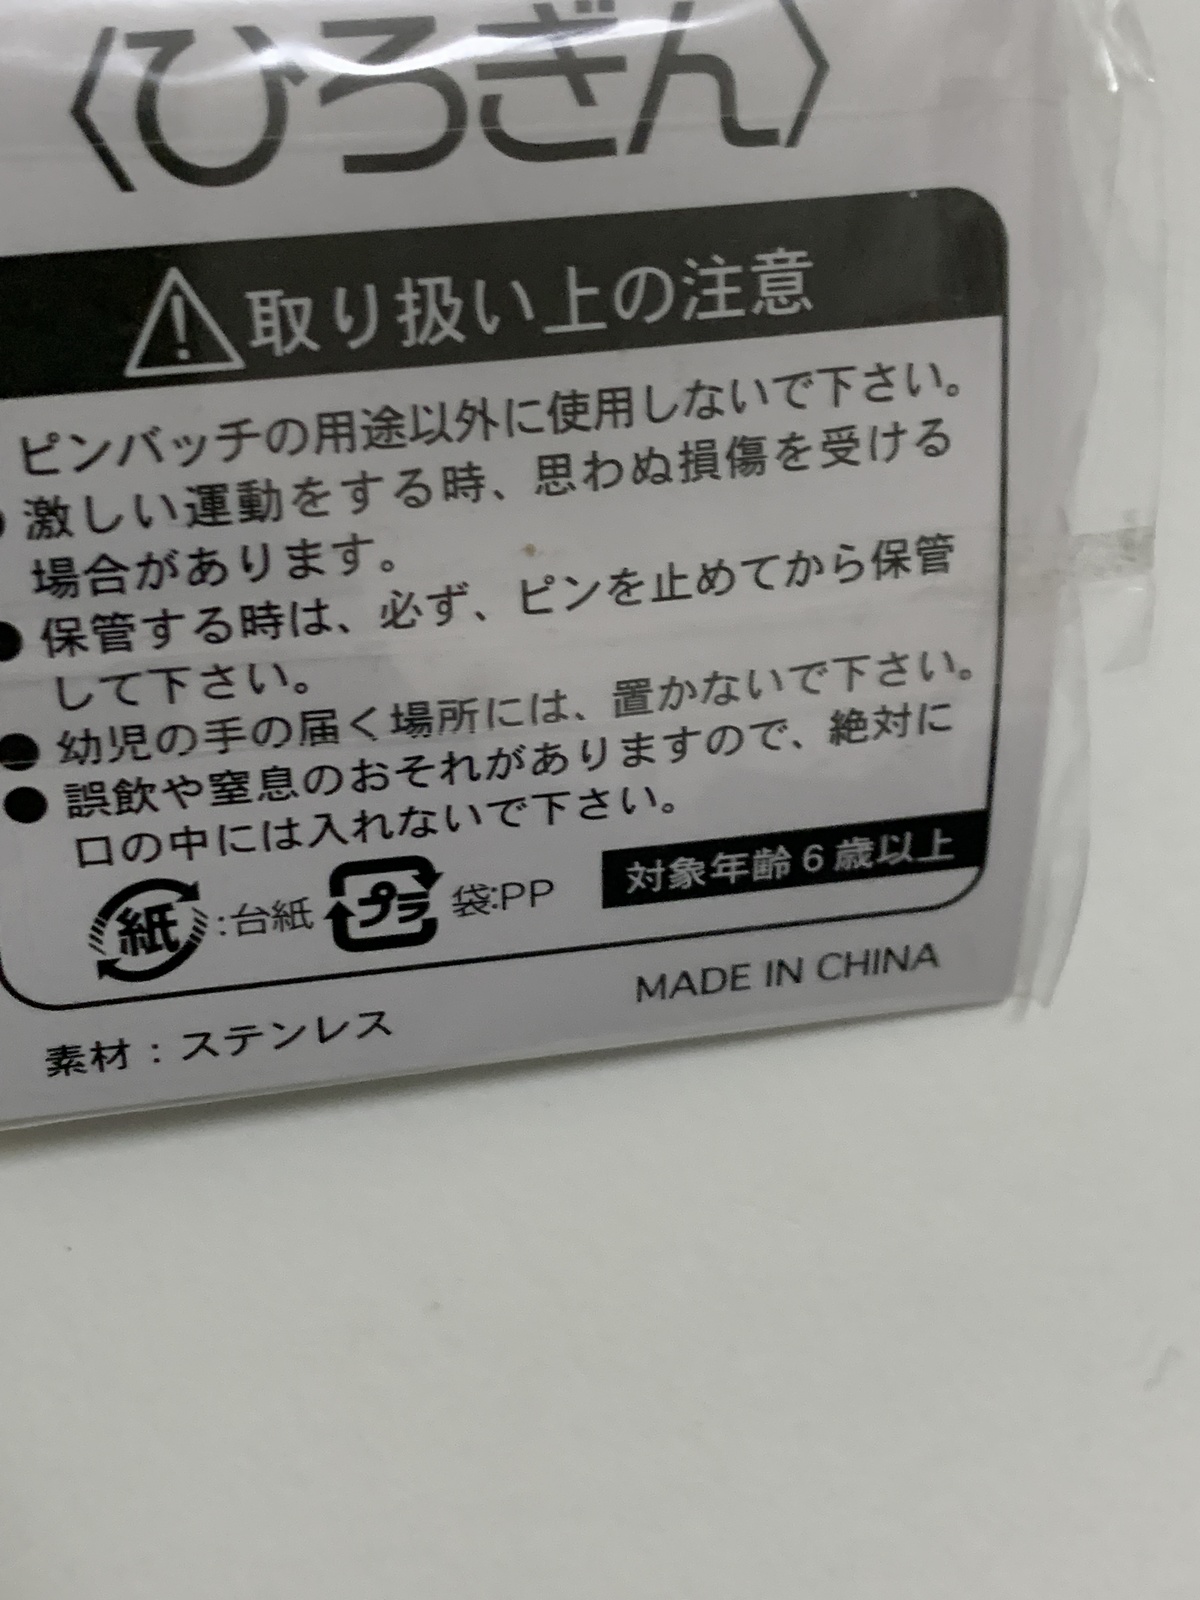 〈ひろぎん〉
取り扱い上の注意
ピンバッチの用途以外に使用しないで下さい。
●激しい運動をする時、思わぬ損傷を受ける
場合があります。
●保管する時は、必ず、ピンを止めてから保管
して下さい。
●幼児の手の届く場所には、置かないで下さい。
●誤飲や窒息のおそれがありますので、絶対に
口の中には入れないで下さい。
紙:台紙 プラ 袋:PP
対象年齢6歳以上
MADE IN CHINA
素材：ステンレス